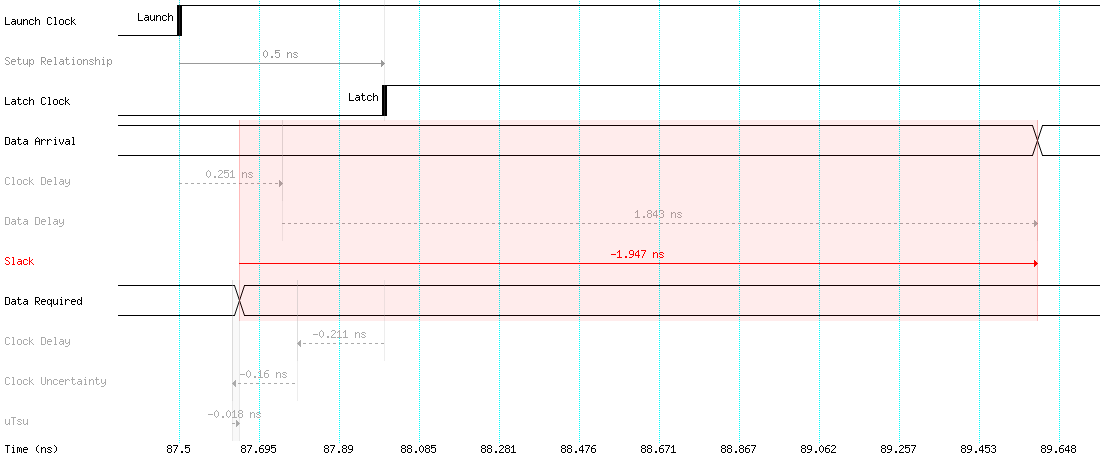 Launch Clock Launch
Setup Relationship 0.5 ns
Latch Clock Latch
Data Arrival
Clock Delay 0.251 ns
Data Delay 1.843 ns
Slack -1.947 ns
Data Required
Clock Delay -0.211 ns
Clock Uncertainty -0.16 ns
uTsu -0.018 ns
Time (ns) 87.5 87.695 87.89 88.085 88.281 88.476 88.671 88.867 89.062 89.257 89.453 89.648